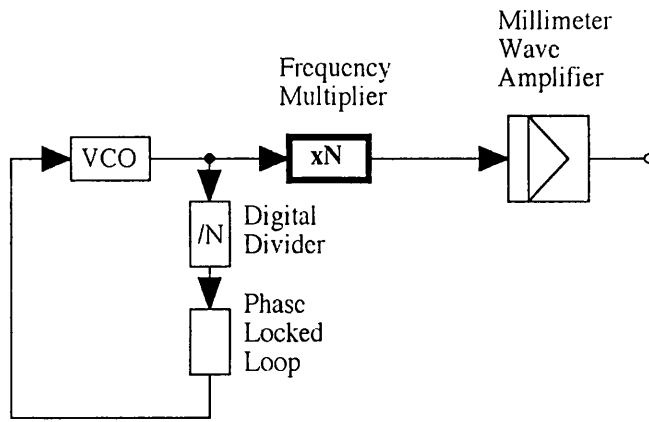 Millimeter
Wave
Amplifier
Frequency
Multiplier
VCO
xN
/N
Digital
Divider
Phase
Locked
Loop